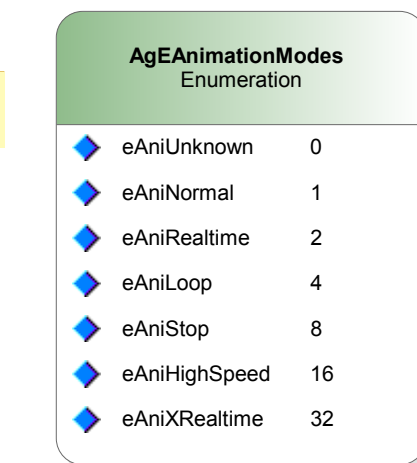 AgEAnimationModes
Enumeration
eAniUnknown 0
eAniNormal 1
eAniRealtime 2
eAniLoop 4
eAniStop 8
eAniHighSpeed 16
eAniXRealtime 32